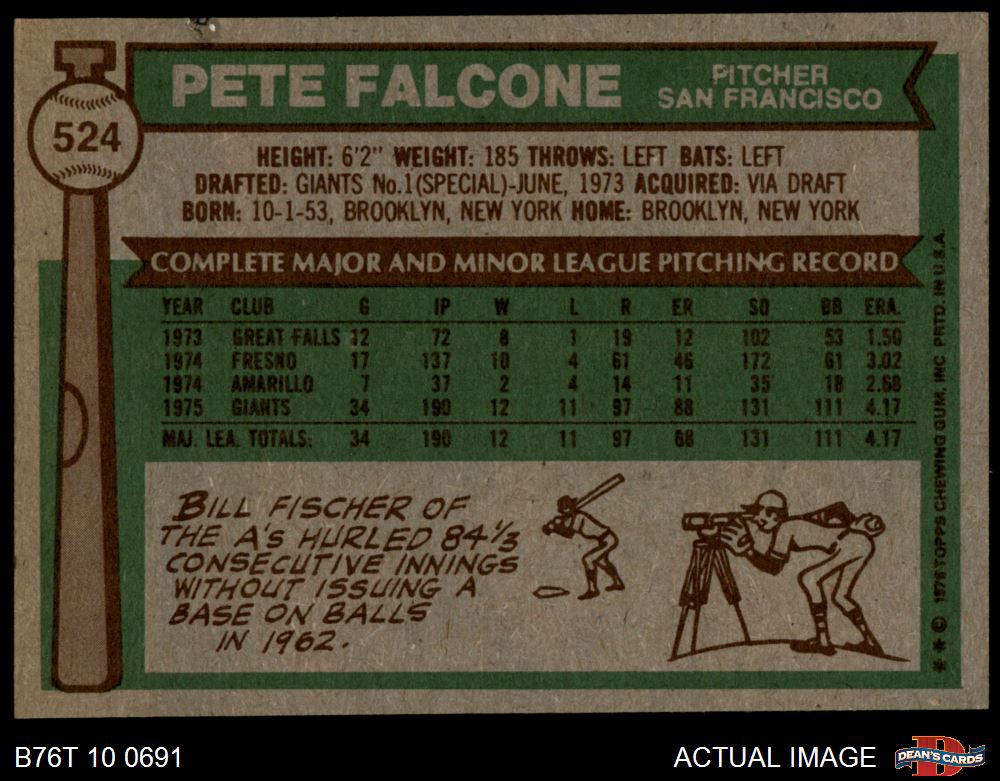 524
PETE FALCONE
PITCHER
SAN FRANCISCO
HEIGHT: 6'2" WEIGHT: 185 THROWS: LEFT BATS: LEFT
DRAFTED: GIANTS No.1(SPECIAL)-JUNE, 1973 ACQUIRED: VIA DRAFT
BORN: 10-1-53, BROOKLYN, NEW YORK HOME: BROOKLYN, NEW YORK
COMPLETE MAJOR AND MINOR LEAGUE PITCHING RECORD
YEAR CLUB G IP W L R ER SO BB ERA.
1973 GREAT FALLS 12 72 8 1 19 12 102 53 1.50
1974 FRESNO 17 137 10 4 61 46 172 61 3.02
1974 AMARILLO 7 37 2 4 14 11 35 18 2.68
1975 GIANTS 34 190 12 11 97 88 131 111 4.17
MAJ. LEA. TOTALS: 34 190 12 11 97 88 131 111 4.17
BILL FISCHER OF
THE A'S HURLED 84⅓
CONSECUTIVE INNINGS
WITHOUT ISSUING A
BASE ON BALLS
IN 1962.
** © 1976 TOPPS CHEWING GUM, INC PRTD. IN U.S.A.
B76T 10 0691
ACTUAL IMAGE
D
DEAN'S CARDS